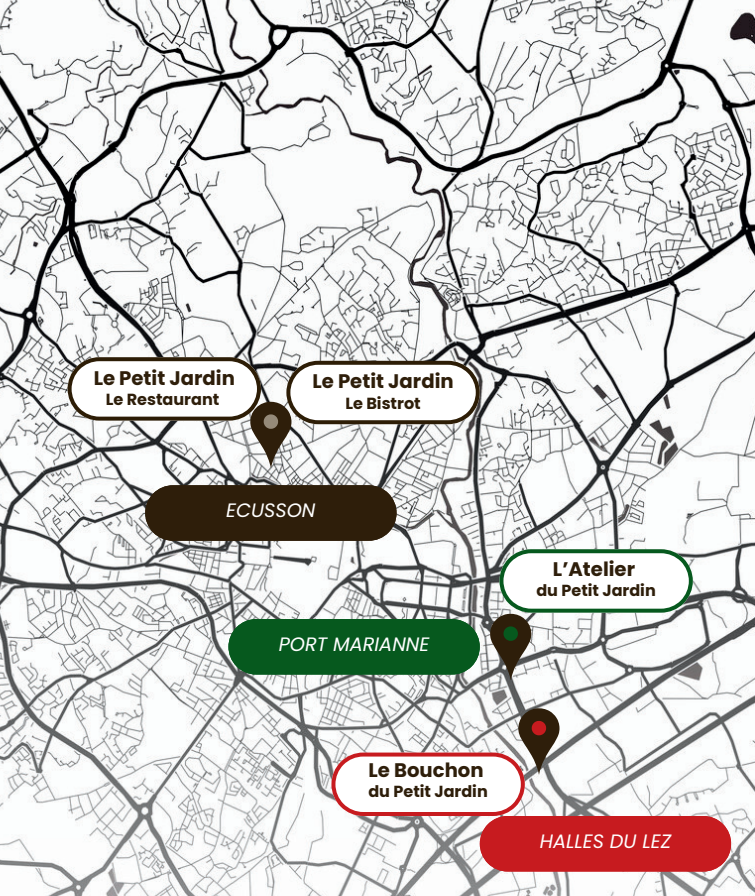 Le Petit Jardin
Le Restaurant
Le Petit Jardin
Le Bistrot
ECUSSON
L’Atelier
du Petit Jardin
PORT MARIANNE
Le Bouchon
du Petit Jardin
HALLES DU LEZ